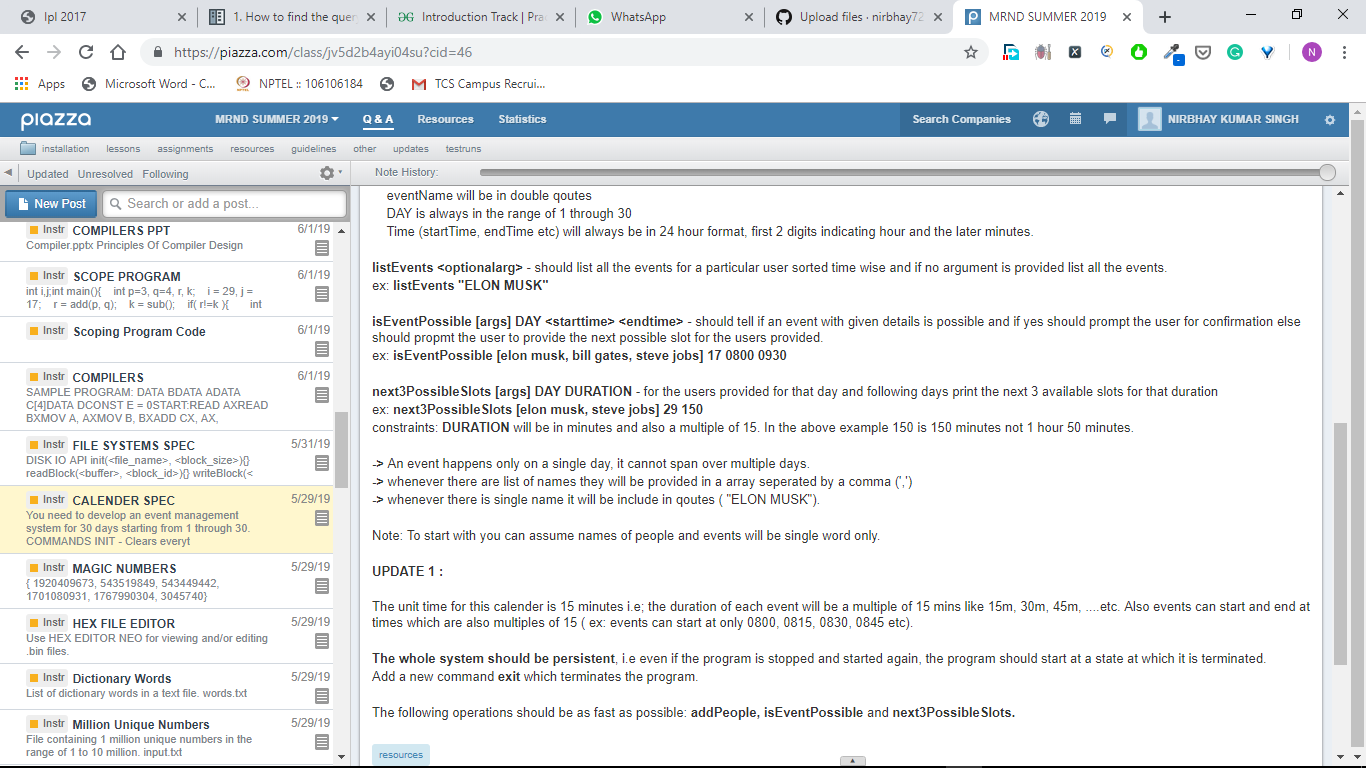 Ipl 2017
1. How to find the quer
Introduction Track | Pra
WhatsApp
Upload files · nirbhay72
MRND SUMMER 2019
https://piazza.com/class/jv5d2b4ayi04su?cid=46
N
Apps
Microsoft Word - C...
NPTEL :: 106106184
TCS Campus Recrui...
piazza
MRND SUMMER 2019
Q & A
Resources
Statistics
Search Companies
NIRBHAY KUMAR SINGH
installation lessons assignments resources guidelines other updates testruns
Updated Unresolved Following
Note History:
New Post
Search or add a post...
Instr COMPILERS PPT 6/1/19
Compiler.pptx Principles Of Compiler Design
Instr SCOPE PROGRAM 6/1/19
int i,j;int main(){ int p=3, q=4, r, k; i = 29, j =
17; r = add(p, q); k = sub(); if( r!=k ){ int
Instr Scoping Program Code 6/1/19
Instr COMPILERS 6/1/19
SAMPLE PROGRAM: DATA BDATA ADATA
C[4]DATA DCONST E = 0START:READ AXREAD
BXMOV A, AXMOV B, BXADD CX, AX,
Instr FILE SYSTEMS SPEC 5/31/19
DISK IO API init(<file_name>, <block_size>){}
readBlock(<buffer>, <block_id>){} writeBlock(<
Instr CALENDER SPEC 5/29/19
You need to develop an event management
system for 30 days starting from 1 through 30.
COMMANDS INIT - Clears everyt
Instr MAGIC NUMBERS 5/29/19
{ 1920409673, 543519849, 543449442,
1701080931, 1767990304, 3045740}
Instr HEX FILE EDITOR 5/29/19
Use HEX EDITOR NEO for viewing and/or editing
.bin files.
Instr Dictionary Words 5/29/19
List of dictionary words in a text file. words.txt
Instr Million Unique Numbers 5/29/19
File containing 1 million unique numbers in the
range of 1 to 10 million. input.txt
eventName will be in double qoutes
DAY is always in the range of 1 through 30
Time (startTime, endTime etc) will always be in 24 hour format, first 2 digits indicating hour and the later minutes.
listEvents <optionalarg> - should list all the events for a particular user sorted time wise and if no argument is provided list all the events.
ex: listEvents "ELON MUSK"
isEventPossible [args] DAY <starttime> <endtime> - should tell if an event with given details is possible and if yes should prompt the user for confirmation else
should propmt the user to provide the next possible slot for the users provided.
ex: isEventPossible [elon musk, bill gates, steve jobs] 17 0800 0930
next3PossibleSlots [args] DAY DURATION - for the users provided for that day and following days print the next 3 available slots for that duration
ex: next3PossibleSlots [elon musk, steve jobs] 29 150
constraints: DURATION will be in minutes and also a multiple of 15. In the above example 150 is 150 minutes not 1 hour 50 minutes.
-> An event happens only on a single day, it cannot span over multiple days.
-> whenever there are list of names they will be provided in a array seperated by a comma (',')
-> whenever there is single name it will be include in qoutes ( "ELON MUSK").
Note: To start with you can assume names of people and events will be single word only.
UPDATE 1 :
The unit time for this calender is 15 minutes i.e; the duration of each event will be a multiple of 15 mins like 15m, 30m, 45m, ....etc. Also events can start and end at
times which are also multiples of 15 ( ex: events can start at only 0800, 0815, 0830, 0845 etc).
The whole system should be persistent, i.e even if the program is stopped and started again, the program should start at a state at which it is terminated.
Add a new command exit which terminates the program.
The following operations should be as fast as possible: addPeople, isEventPossible and next3PossibleSlots.
resources